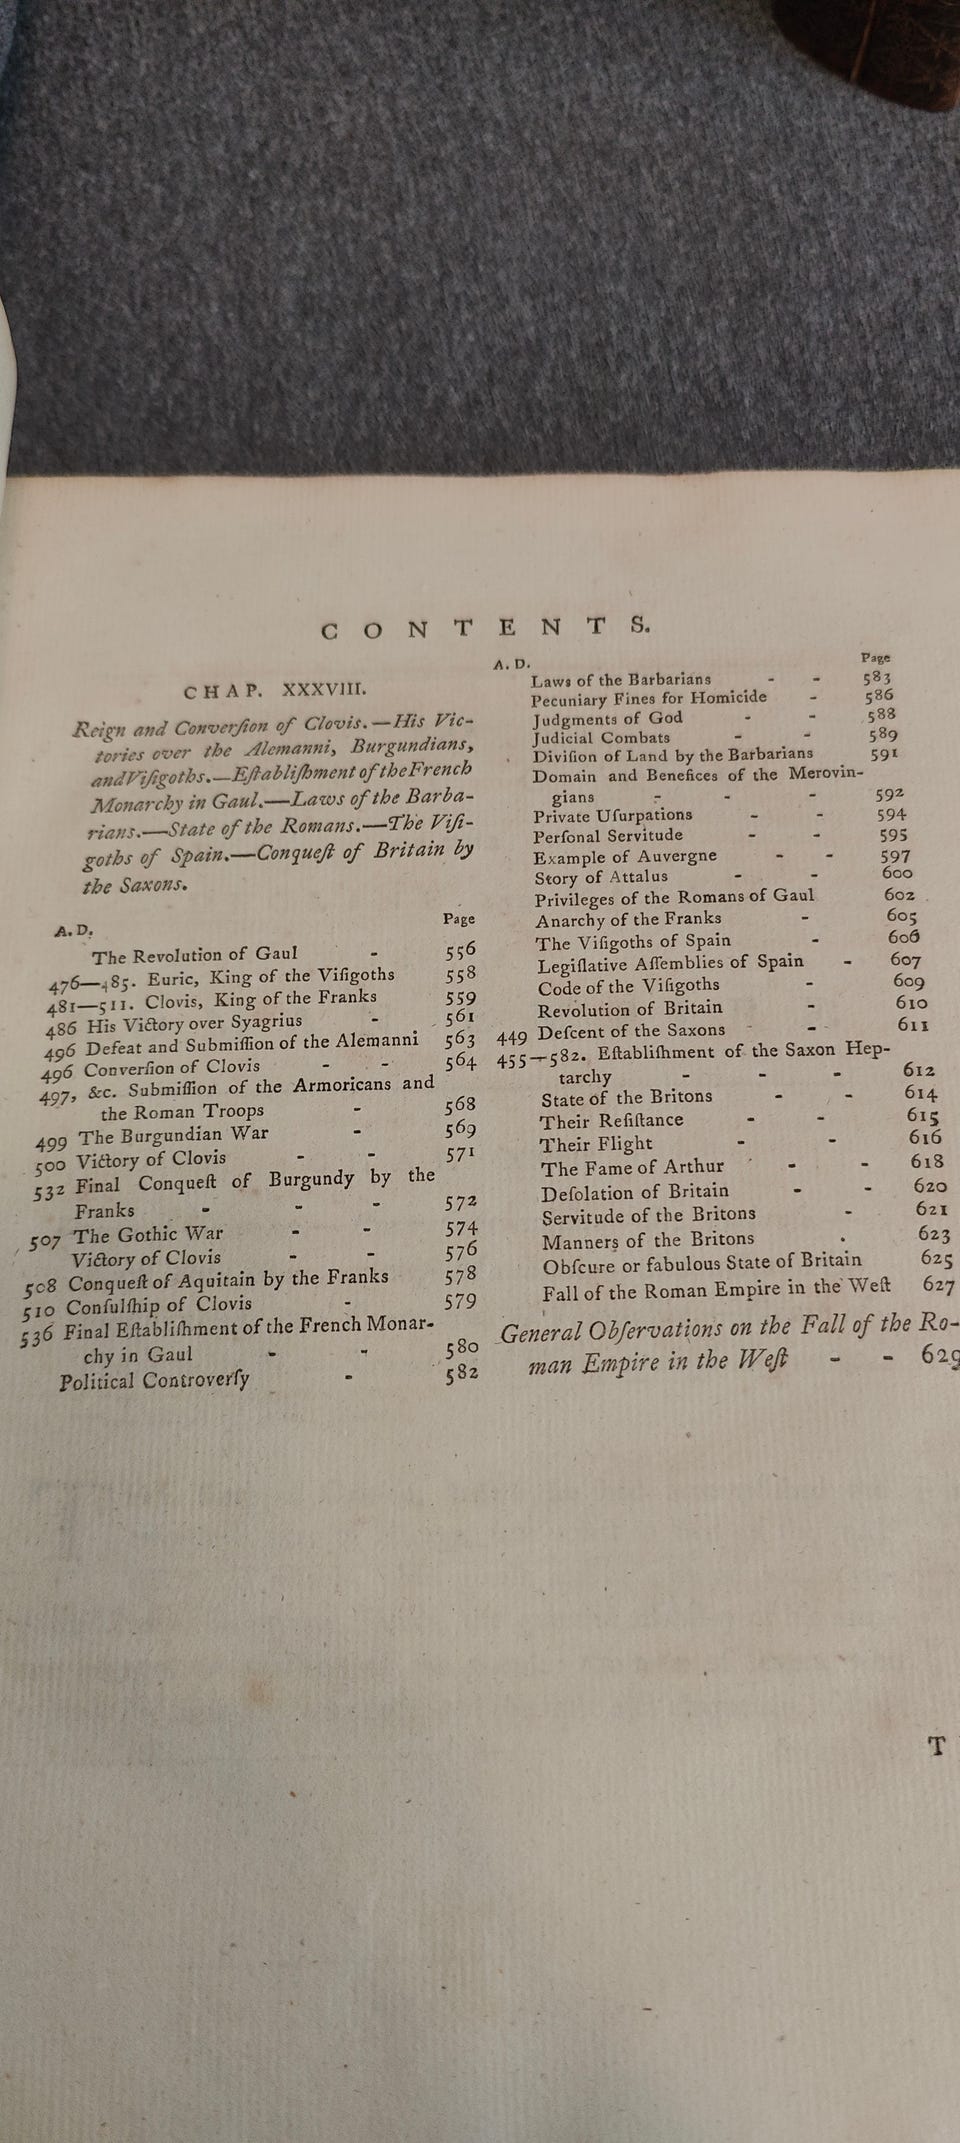 CONTENTS.
CHAP. XXXVIII.
Reign and Converſion of Clovis.—His Vic-
tories over the Alemanni, Burgundians,
and Viſigoths.—Eſtabliſhment of the French
Monarchy in Gaul.—Laws of the Barba-
rians.—State of the Romans.—The Viſi-
goths of Spain.—Conqueſt of Britain by
the Saxons.
A. D. Page
The Revolution of Gaul - 556
476—485. Euric, King of the Viſigoths 558
481—511. Clovis, King of the Franks 559
486 His Victory over Syagrius - 561
496 Defeat and Submiſſion of the Alemanni 563
496 Converſion of Clovis - - 564
497, &c. Submiſſion of the Armoricans and
the Roman Troops - 568
499 The Burgundian War - 569
500 Victory of Clovis - - 571
532 Final Conqueſt of Burgundy by the
Franks - - - 572
507 The Gothic War - - 574
Victory of Clovis - - 576
508 Conqueſt of Aquitain by the Franks 578
510 Conſulſhip of Clovis - 579
536 Final Eſtabliſhment of the French Monar-
chy in Gaul - - 580
Political Controverſy - 582
A. D. Page
Laws of the Barbarians - - 583
Pecuniary Fines for Homicide - 586
Judgments of God - - 588
Judicial Combats - - 589
Diviſion of Land by the Barbarians 591
Domain and Benefices of the Merovin-
gians - - - 592
Private Uſurpations - - 594
Perſonal Servitude - - 595
Example of Auvergne - - 597
Story of Attalus - - 600
Privileges of the Romans of Gaul 602
Anarchy of the Franks - 605
The Viſigoths of Spain - 606
Legiſlative Aſſemblies of Spain - 607
Code of the Viſigoths - 609
Revolution of Britain - 610
449 Deſcent of the Saxons - 611
455—582. Eſtabliſhment of the Saxon Hep-
tarchy - - - 612
State of the Britons - - 614
Their Reſiſtance - - 615
Their Flight - - 616
The Fame of Arthur - - 618
Deſolation of Britain - - 620
Servitude of the Britons - 621
Manners of the Britons - 623
Obſcure or fabulous State of Britain 625
Fall of the Roman Empire in the Weſt 627
General Obſervations on the Fall of the Ro-
man Empire in the Weſt - - 629
T